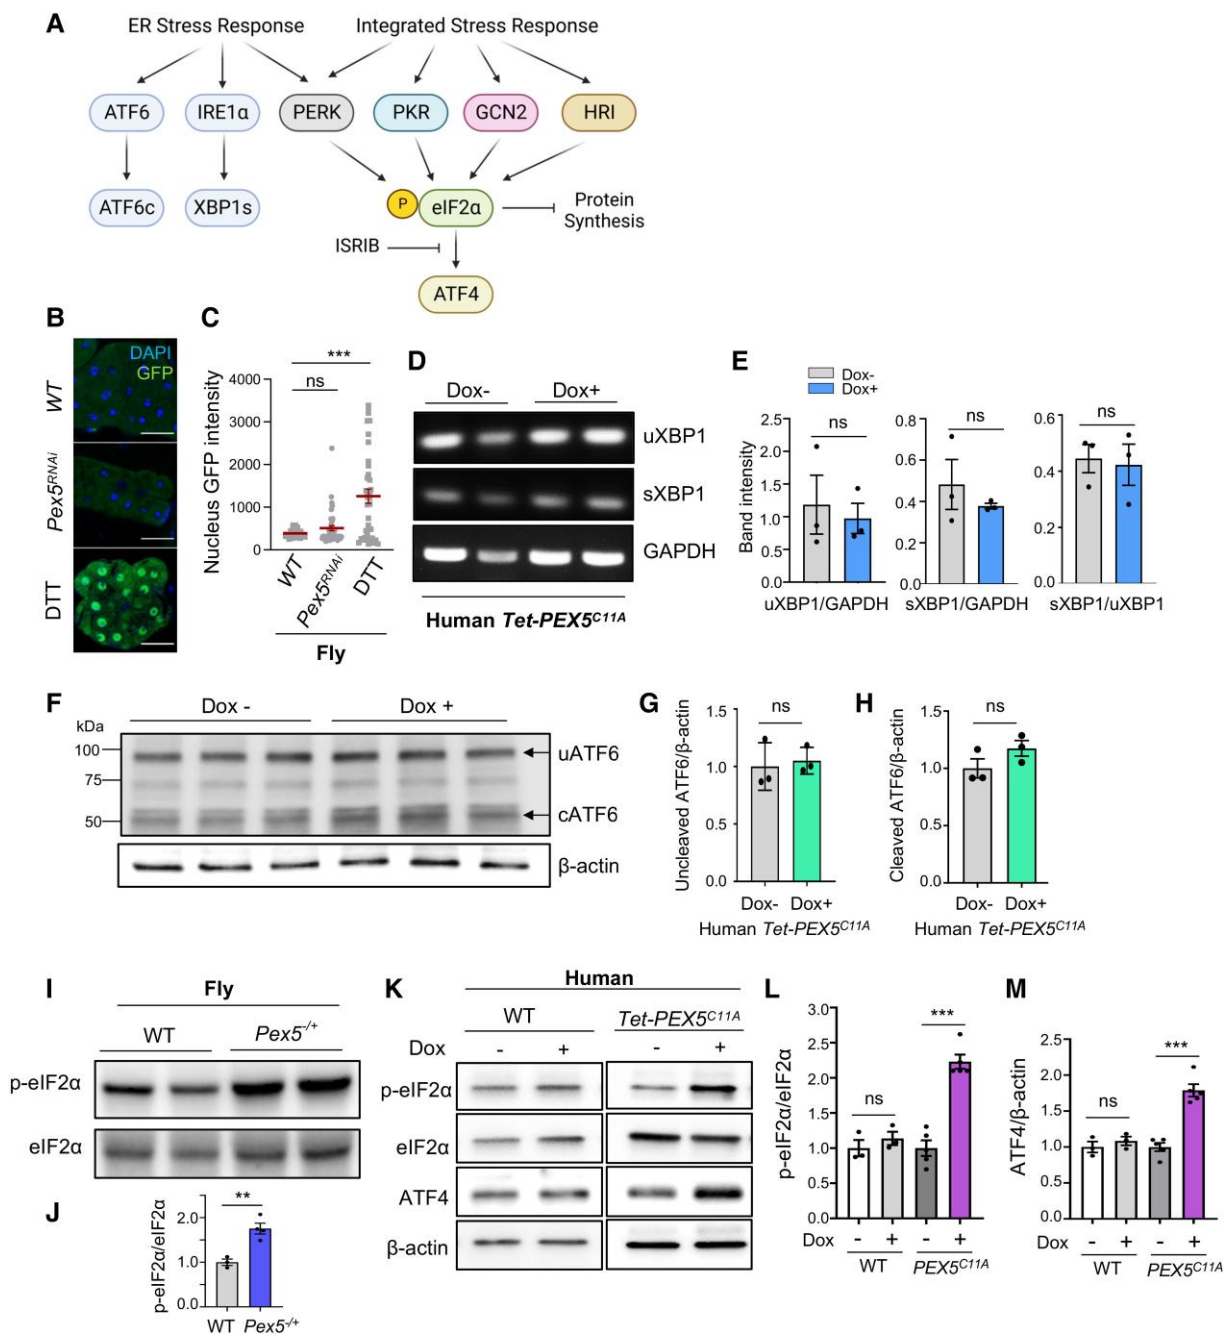 A
ER Stress Response
Integrated Stress Response
ATF6
IRE1α
PERK
PKR
GCN2
HRI
ATF6c
XBP1s
P
eIF2α
Protein
Synthesis
ISRIB
ATF4
B
DAPI
GFP
WT
Pex5RNAi
DTT
C
***
ns
Nucleus GFP intensity
4000
3000
2000
1000
0
WT
Pex5RNAi
DTT
Fly
D
Dox-
Dox+
uXBP1
sXBP1
GAPDH
Human Tet-PEX5C11A
E
Dox-
Dox+
Band intensity
2.5
2.0
1.5
1.0
0.5
0.0
ns
uXBP1/GAPDH
0.8
0.6
0.4
0.2
0.0
ns
sXBP1/GAPDH
0.6
0.4
0.2
0.0
ns
sXBP1/uXBP1
F
Dox -
Dox +
kDa
100
75
50
uATF6
cATF6
β-actin
G
Uncleaved ATF6/β-actin
1.5
1.0
0.5
0.0
ns
Dox-
Dox+
Human Tet-PEX5C11A
H
Cleaved ATF6/β-actin
1.5
1.0
0.5
0.0
ns
Dox-
Dox+
Human Tet-PEX5C11A
I
Fly
WT
Pex5-/+
p-eIF2α
eIF2α
J
p-eIF2α/eIF2α
2.0
1.0
0.0
**
WT
Pex5-/+
K
Human
WT
Tet-PEX5C11A
Dox
-
+
-
+
p-eIF2α
eIF2α
ATF4
β-actin
L
p-eIF2α/eIF2α
3.0
2.5
2.0
1.5
1.0
0.5
0.0
ns
***
Dox
-
+
-
+
WT
PEX5C11A
M
ATF4/β-actin
2.5
2.0
1.5
1.0
0.5
0.0
ns
***
Dox
-
+
-
+
WT
PEX5C11A